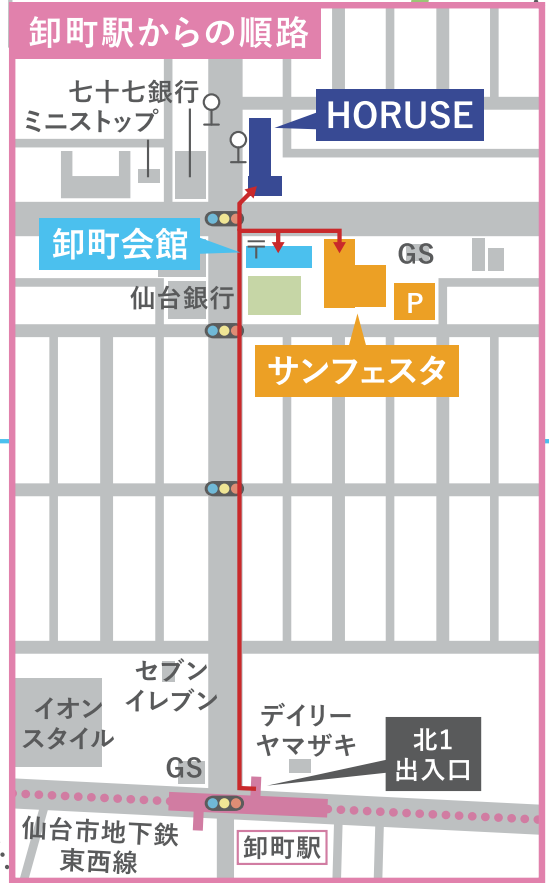 卸町駅からの順路
七十七銀行
ミニストップ
HORUSE
卸町会館
〒
GS
仙台銀行
P
サンフェスタ
セブン
イレブン
イオン
スタイル
デイリー
ヤマザキ
北1
出入口
GS
仙台市地下鉄
東西線
卸町駅